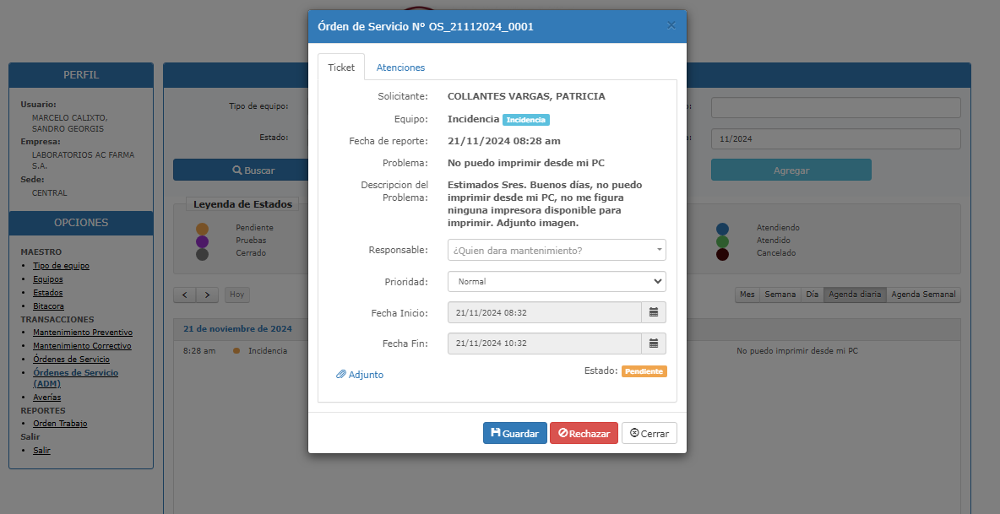 Órden de Servicio Nº OS_21112024_0001
×
Ticket
Atenciones
Solicitante: COLLANTES VARGAS, PATRICIA
Equipo: Incidencia Incidencia
Fecha de reporte: 21/11/2024 08:28 am
Problema: No puedo imprimir desde mi PC
Descripcion del Problema:
Estimados Sres. Buenos días, no puedo
imprimir desde mi PC, no me figura
ninguna impresora disponible para
imprimir. Adjunto imagen.
Responsable: ¿Quien dara mantenimiento?
Prioridad: Normal
Fecha Inicio: 21/11/2024 08:32
Fecha Fin: 21/11/2024 10:32
Adjunto
Estado: Pendiente
Guardar
Rechazar
Cerrar
PERFIL
Usuario:
MARCELO CALIXTO,
SANDRO GEORGIS
Empresa:
LABORATORIOS AC FARMA
S.A.
Sede:
CENTRAL
OPCIONES
MAESTRO
Tipo de equipo
Equipos
Estados
Bitacora
TRANSACCIONES
Mantenimiento Preventivo
Mantenimiento Correctivo
Órdenes de Servicio
Órdenes de Servicio
(ADM)
Averías
REPORTES
Orden Trabajo
Salir
Salir
Tipo de equipo:
Estado:
11/2024
Buscar
Agregar
Leyenda de Estados
Pendiente
Pruebas
Cerrado
Atendiendo
Atendido
Cancelado
Hoy
Mes
Semana
Día
Agenda diaria
Agenda Semanal
21 de noviembre de 2024
8:28 am
Incidencia
No puedo imprimir desde mi PC